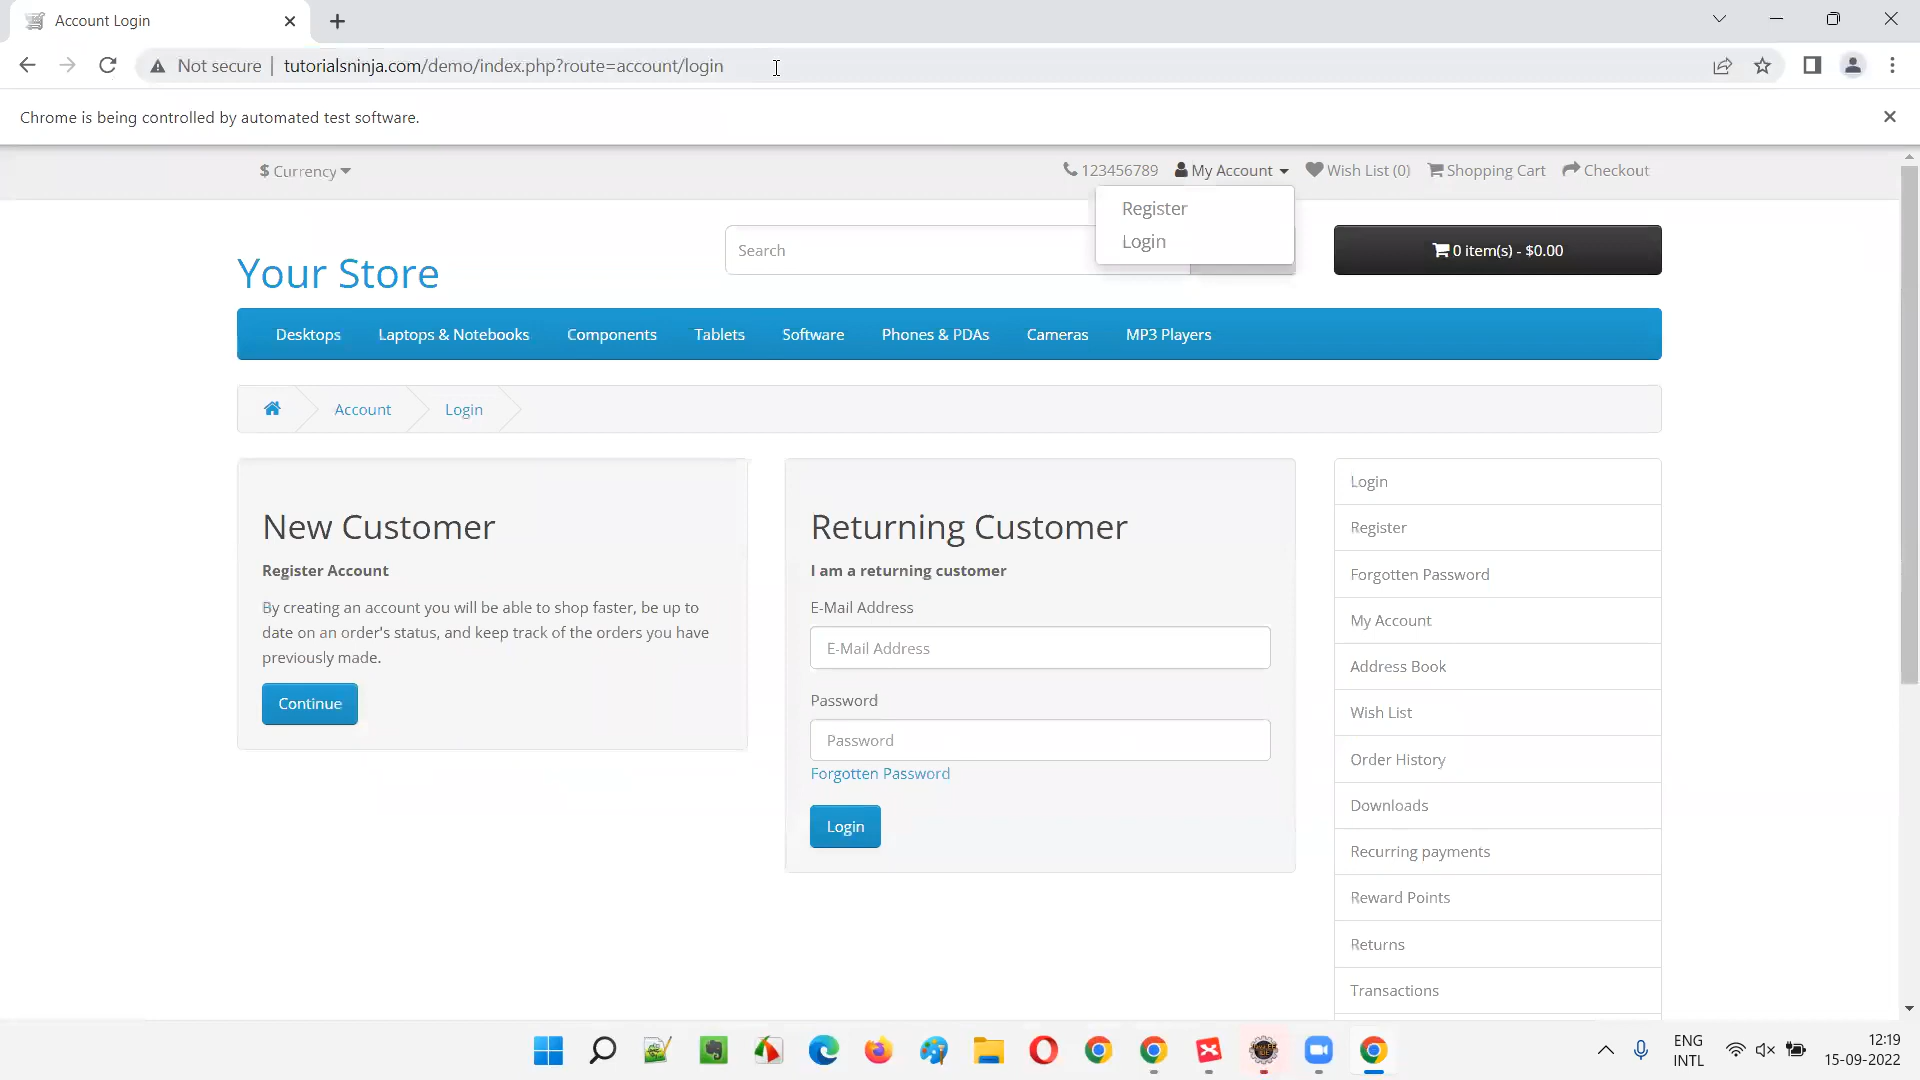 Account Login
Not secure
tutorialsninja.com/demo/index.php?route=account/login
Chrome is being controlled by automated test software.
$ Currency
123456789
My Account
Wish List (0)
Shopping Cart
Checkout
Register
Login
Your Store
Search
0 item(s) - $0.00
Desktops
Laptops & Notebooks
Components
Tablets
Software
Phones & PDAs
Cameras
MP3 Players
Account
Login
New Customer
Register Account
By creating an account you will be able to shop faster, be up to
date on an order's status, and keep track of the orders you have
previously made.
Continue
Returning Customer
I am a returning customer
E-Mail Address
E-Mail Address
Password
Password
Forgotten Password
Login
Login
Register
Forgotten Password
My Account
Address Book
Wish List
Order History
Downloads
Recurring payments
Reward Points
Returns
Transactions
ENG
INTL
12:19
15-09-2022